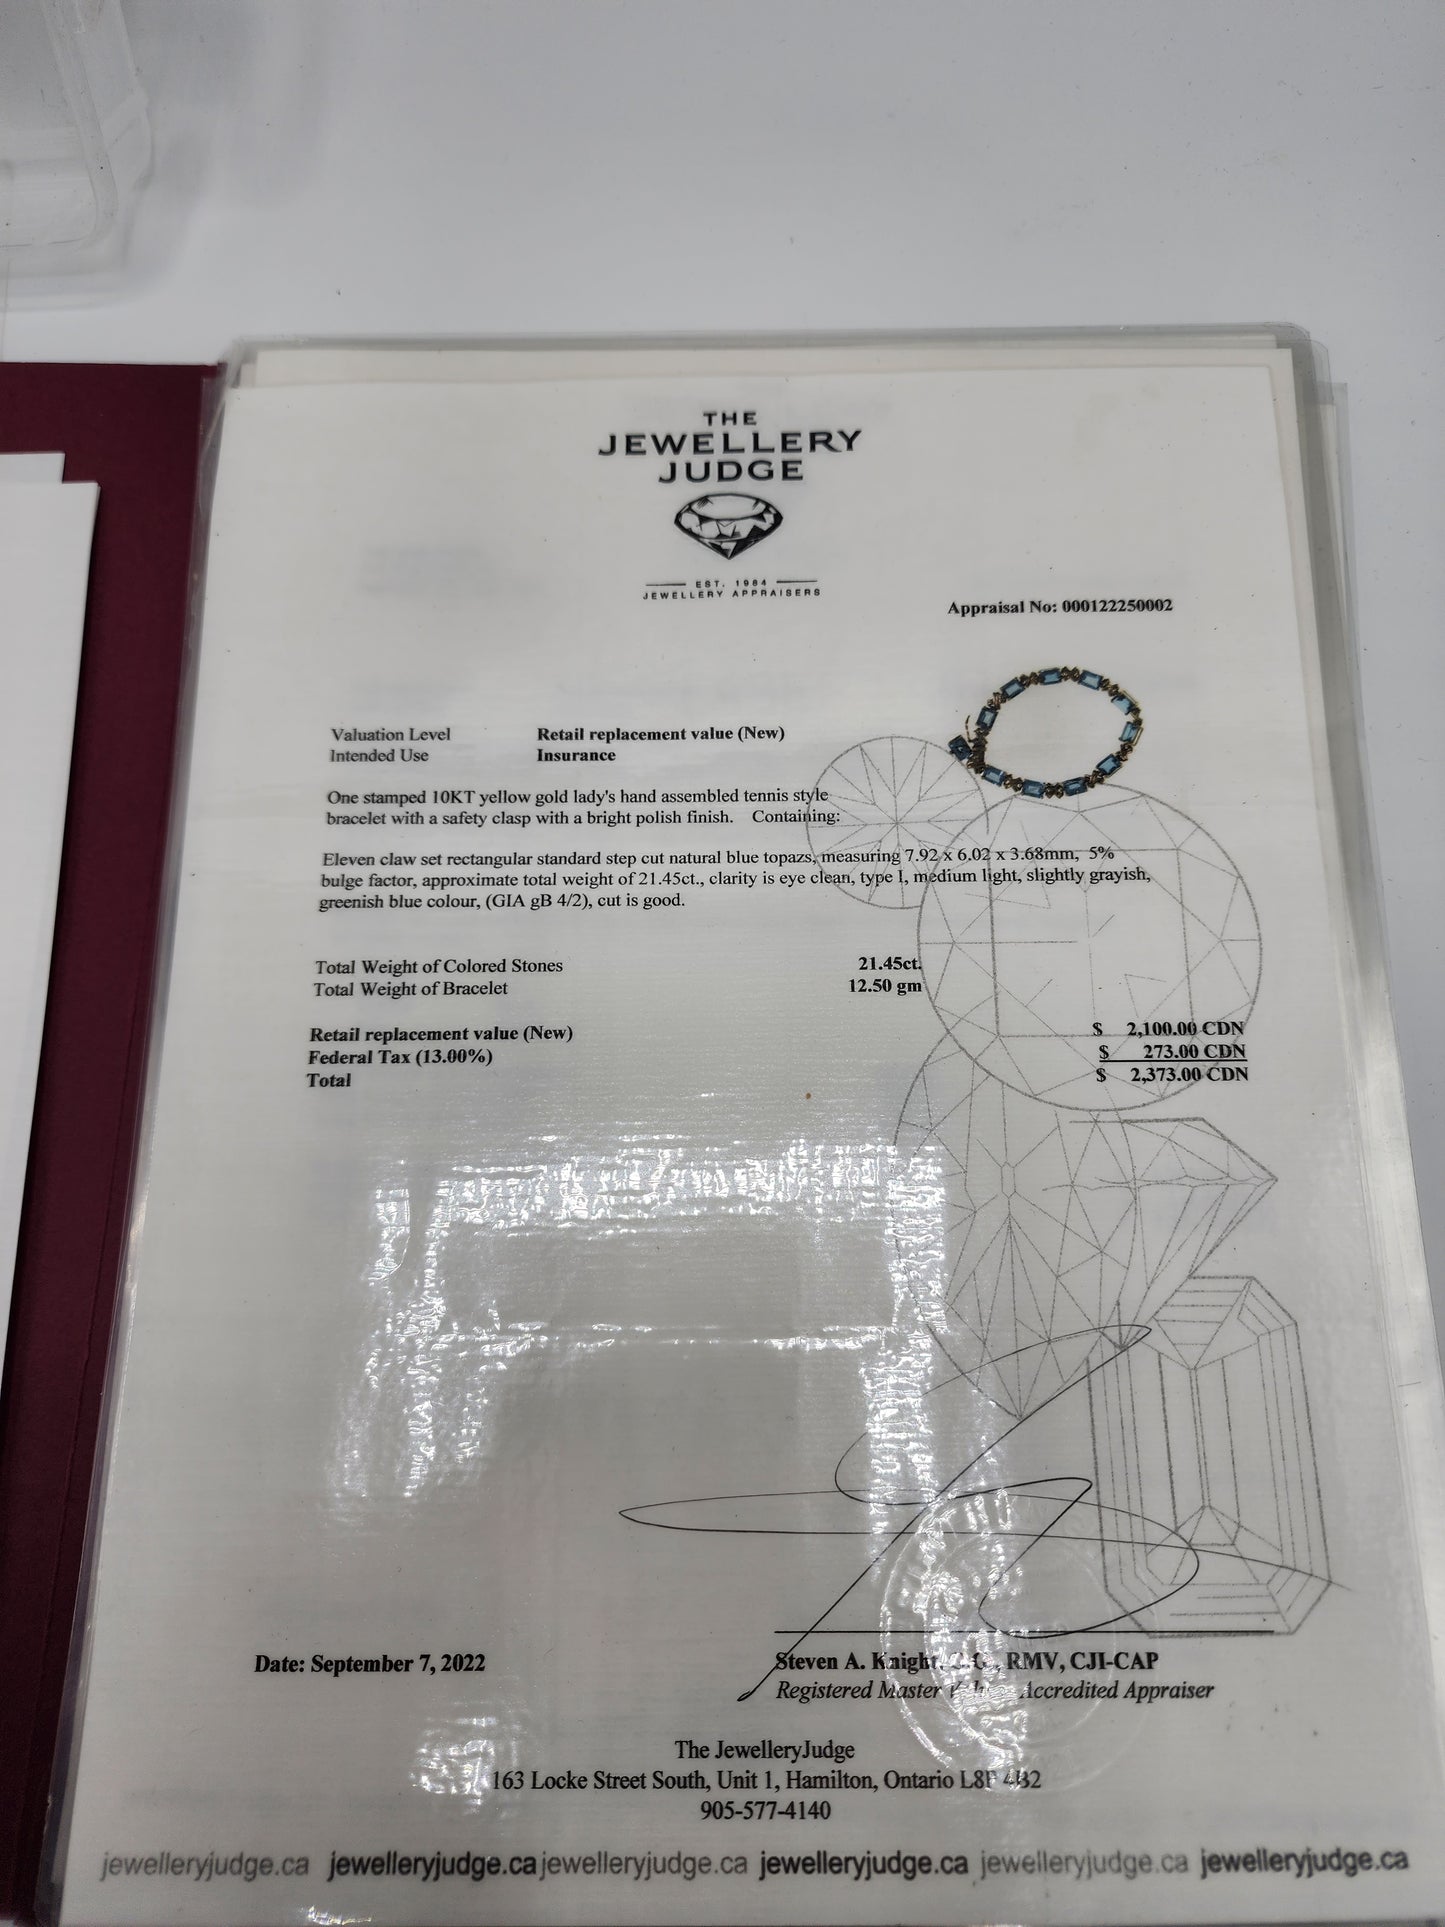 THE
JEWELLERY
JUDGE
EST. 1984
JEWELLERY APPRAISERS
Appraisal No: 000122250002
Valuation Level Retail replacement value (New)
Intended Use Insurance
One stamped 10KT yellow gold lady's hand assembled tennis style
bracelet with a safety clasp with a bright polish finish. Containing:
Eleven claw set rectangular standard step cut natural blue topazs, measuring 7.92 x 6.02 x 3.68mm, 5%
bulge factor, approximate total weight of 21.45ct., clarity is eye clean, type I, medium light, slightly grayish,
greenish blue colour, (GIA gB 4/2), cut is good.
Total Weight of Colored Stones 21.45ct.
Total Weight of Bracelet 12.50 gm
Retail replacement value (New) $ 2,100.00 CDN
Federal Tax (13.00%) $ 273.00 CDN
Total $ 2,373.00 CDN
Date: September 7, 2022
Steven A. Knight, RMV, CJI-CAP
Registered Master Accredited Appraiser
The JewelleryJudge
163 Locke Street South, Unit 1, Hamilton, Ontario L8P 4B2
905-577-4140
jewelleryjudge.ca jewelleryjudge.ca jewelleryjudge.ca jewelleryjudge.ca jewelleryjudge.ca jewelleryjudge.ca